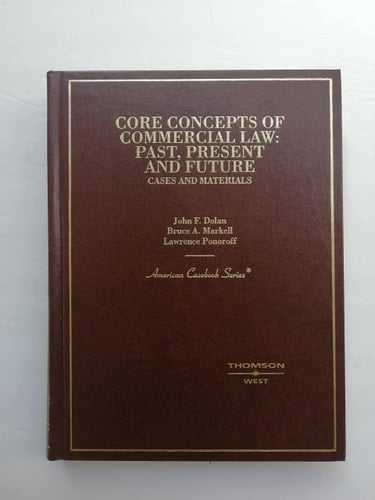 CORE CONCEPTS OF
COMMERCIAL LAW:
PAST, PRESENT
AND FUTURE
CASES AND MATERIALS
John F. Dolan
Bruce A. Markell
Lawrence Ponoroff
American Casebook Series®
THOMSON
WEST